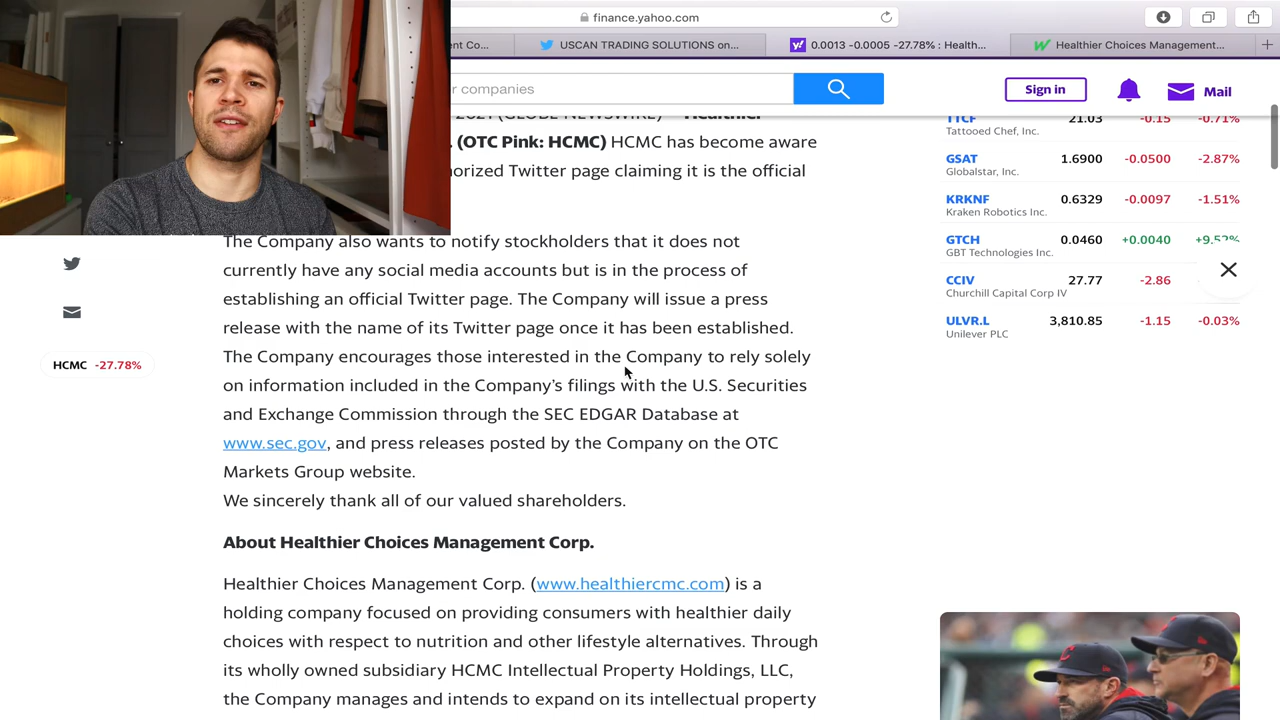 finance.yahoo.com
ent Co...
USCAN TRADING SOLUTIONS on...
0.0013 -0.0005 -27.78% : Health...
Healthier Choices Management...
r companies
Sign in
Mail
2021 (GLOBE NEWSWIRE) Healthier
. (OTC Pink: HCMC) HCMC has become aware
orized Twitter page claiming it is the official
The Company also wants to notify stockholders that it does not
currently have any social media accounts but is in the process of
establishing an official Twitter page. The Company will issue a press
release with the name of its Twitter page once it has been established.
The Company encourages those interested in the Company to rely solely
on information included in the Company's filings with the U.S. Securities
and Exchange Commission through the SEC EDGAR Database at
www.sec.gov, and press releases posted by the Company on the OTC
Markets Group website.
We sincerely thank all of our valued shareholders.
About Healthier Choices Management Corp.
Healthier Choices Management Corp. (www.healthiercmc.com) is a
holding company focused on providing consumers with healthier daily
choices with respect to nutrition and other lifestyle alternatives. Through
its wholly owned subsidiary HCMC Intellectual Property Holdings, LLC,
the Company manages and intends to expand on its intellectual property
HCMC -27.78%
TTCF 21.03 -0.15 -0.71%
Tattooed Chef, Inc.
GSAT 1.6900 -0.0500 -2.87%
Globalstar, Inc.
KRKNF 0.6329 -0.0097 -1.51%
Kraken Robotics Inc.
GTCH 0.0460 +0.0040 +9.52%
GBT Technologies Inc.
CCIV 27.77 -2.86
Churchill Capital Corp IV
ULVR.L 3,810.85 -1.15 -0.03%
Unilever PLC